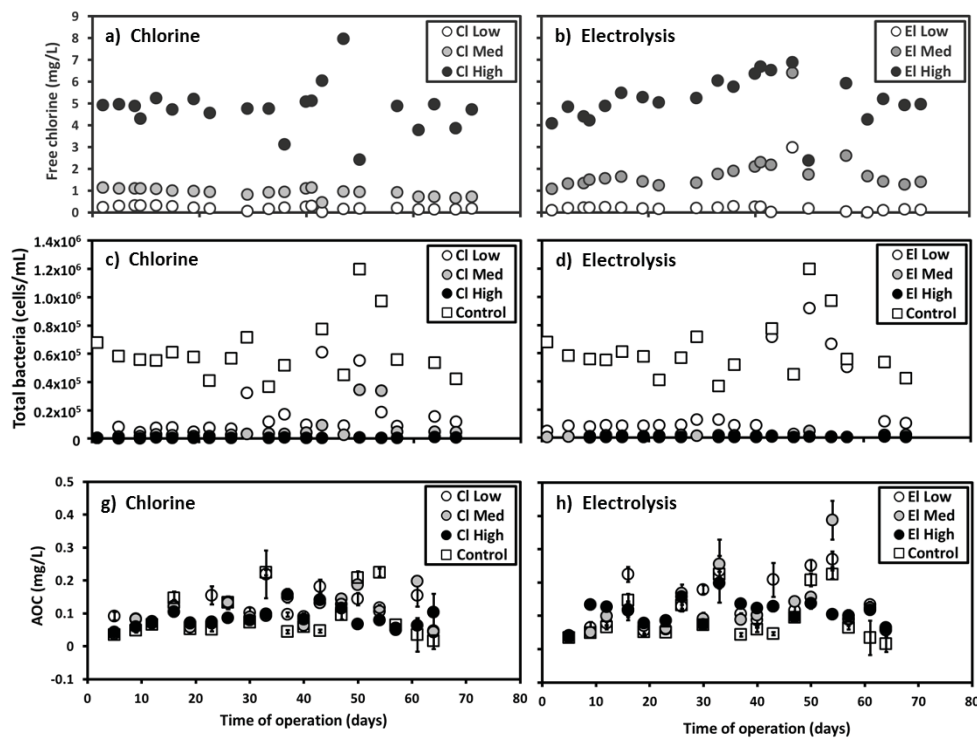 a) Chlorine
Cl Low
Cl Med
Cl High
Free chlorine (mg/L)
9
8
7
6
5
4
3
2
1
0
0 20 40 60 80
b) Electrolysis
El Low
El Med
El High
c) Chlorine
Cl Low
Cl Med
Cl High
Control
Total bacteria (cells/mL)
1.4x10⁶
1.2x10⁶
1.0x10⁶
0.8x10⁵
0.6x10⁵
0.4x10⁵
0.2x10⁵
0
d) Electrolysis
El Low
El Med
El High
Control
g) Chlorine
Cl Low
Cl Med
Cl High
Control
AOC (mg/L)
0.5
0.4
0.3
0.2
0.1
0.0
-0.1
0 10 20 30 40 50 60 70 80
Time of operation (days)
h) Electrolysis
El Low
El Med
El High
Control
0 10 20 30 40 50 60 70 80
Time of operation (days)